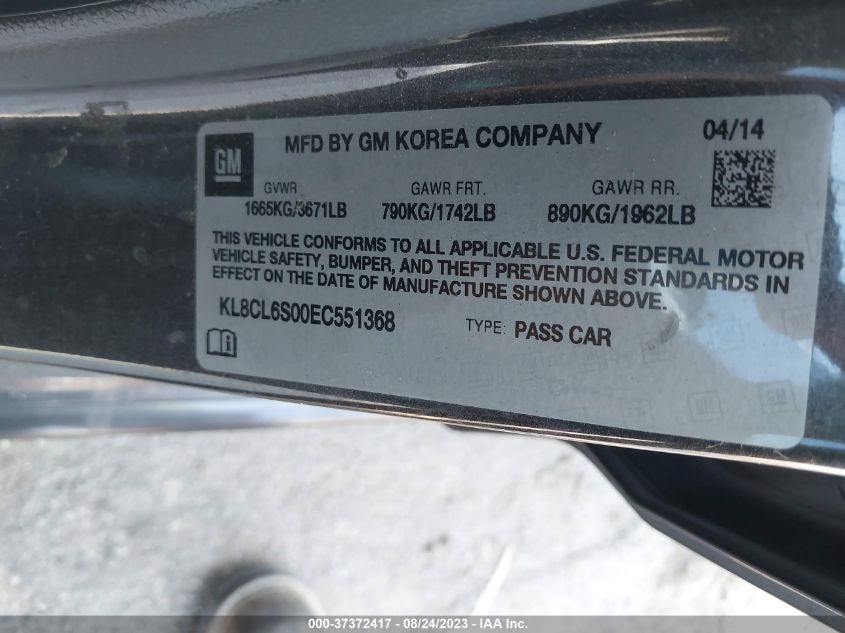 GM
MFD BY GM KOREA COMPANY
04/14
GVWR GAWR FRT. GAWR RR.
1665KG/3671LB 790KG/1742LB 890KG/1962LB
THIS VEHICLE CONFORMS TO ALL APPLICABLE U.S. FEDERAL MOTOR
VEHICLE SAFETY, BUMPER, AND THEFT PREVENTION STANDARDS IN
EFFECT ON THE DATE OF MANUFACTURE SHOWN ABOVE.
KL8CL6S00EC551368 TYPE: PASS CAR
000-37372417 - 08/24/2023 - IAA Inc.